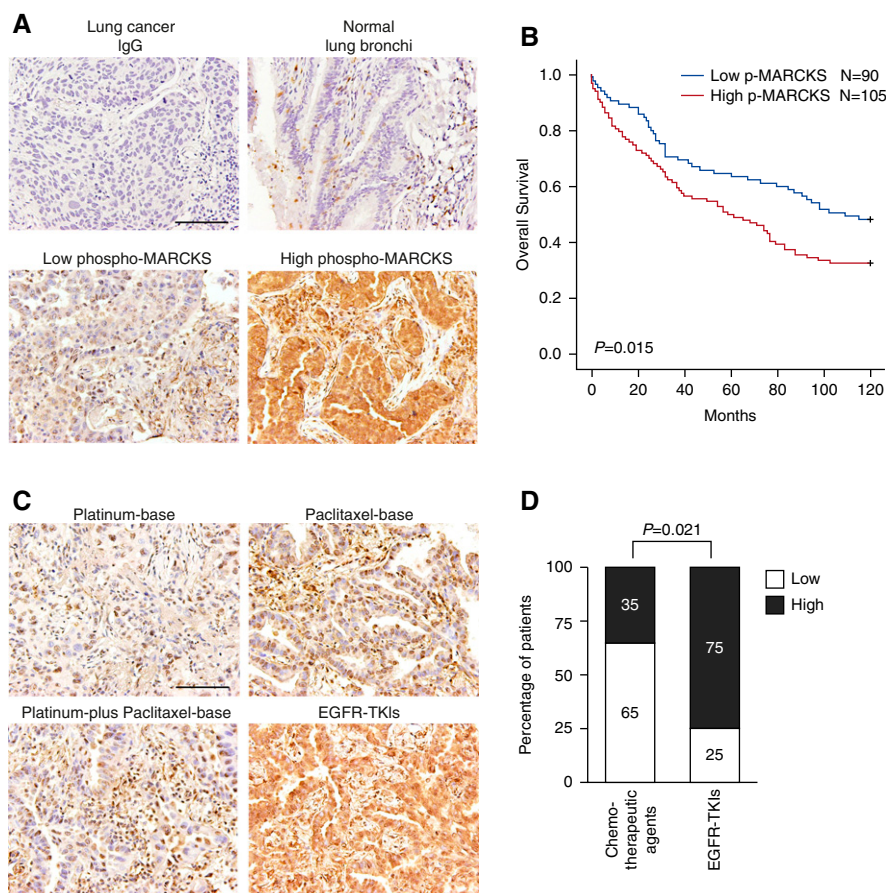 A
Lung cancer
IgG
Normal
lung bronchi
Low phospho-MARCKS
High phospho-MARCKS
B
Low p-MARCKS N=90
High p-MARCKS N=105
Overall Survival
1.0
0.8
0.6
0.4
0.2
0.0
P=0.015
0 20 40 60 80 100 120
Months
C
Platinum-base
Paclitaxel-base
Platinum-plus Paclitaxel-base
EGFR-TKIs
D
P=0.021
Low
High
Percentage of patients
100
75
50
25
0
35
65
75
25
Chemo-
therapeutic
agents
EGFR-TKIs